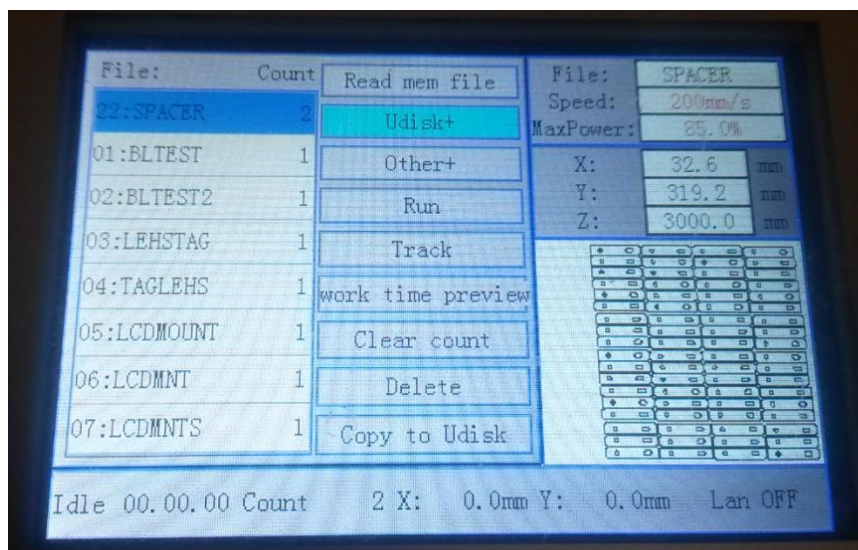 File: Count
22:SPACER 2
01:BLTEST 1
02:BLTEST2 1
03:LEHSTAG 1
04:TAGLEHS 1
05:LCDMOUNT 1
06:LCDMNT 1
07:LCDMNTS 1
Read mem file
Udisk+
Other+
Run
Track
work time preview
Clear count
Delete
Copy to Udisk
File: SPACER
Speed: 200mm/s
MaxPower: 85.0%
X: 32.6 mm
Y: 319.2 mm
Z: 3000.0 mm
Idle 00.00.00 Count 2 X: 0.0mm Y: 0.0mm Lan OFF